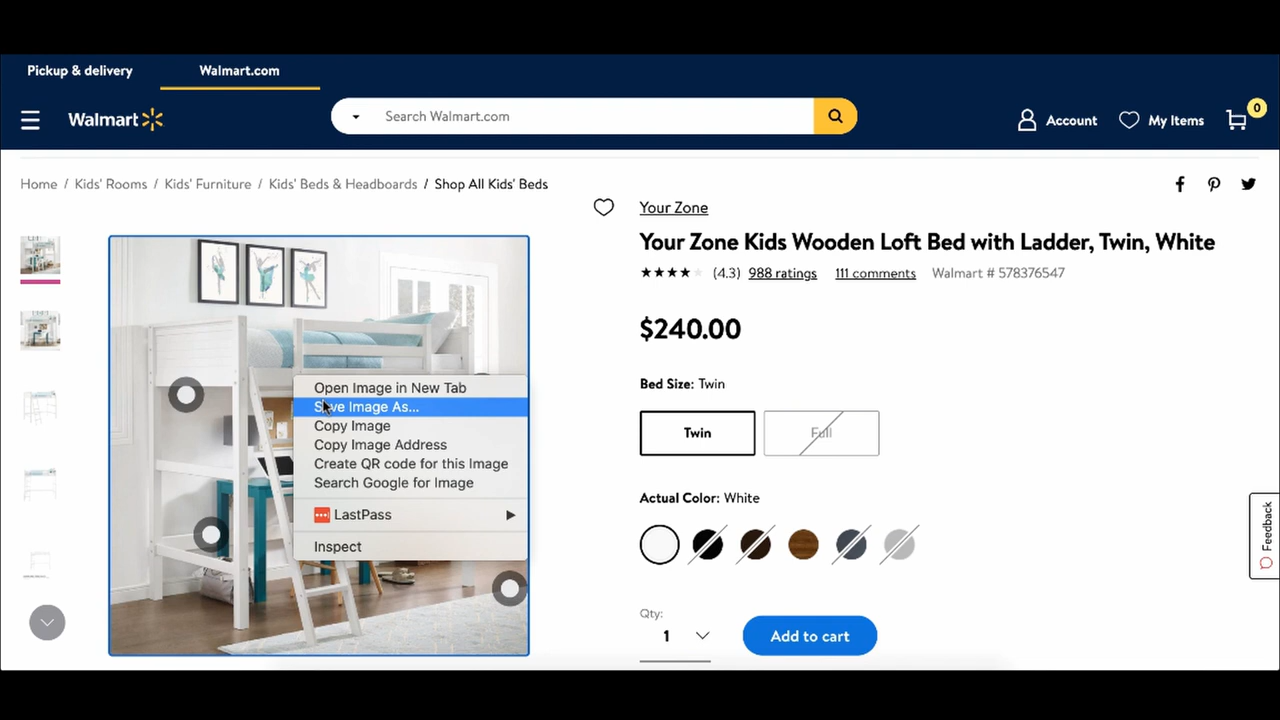 Pickup & delivery
Walmart.com
Walmart
Search Walmart.com
Account
My Items
0
Home / Kids' Rooms / Kids' Furniture / Kids' Beds & Headboards / Shop All Kids' Beds
Your Zone
Your Zone Kids Wooden Loft Bed with Ladder, Twin, White
(4.3) 988 ratings 111 comments Walmart # 578376547
$240.00
Bed Size: Twin
Twin
Full
Actual Color: White
Qty:
1
Add to cart
Open Image in New Tab
Save Image As...
Copy Image
Copy Image Address
Create QR code for this Image
Search Google for Image
LastPass
Inspect
Feedback